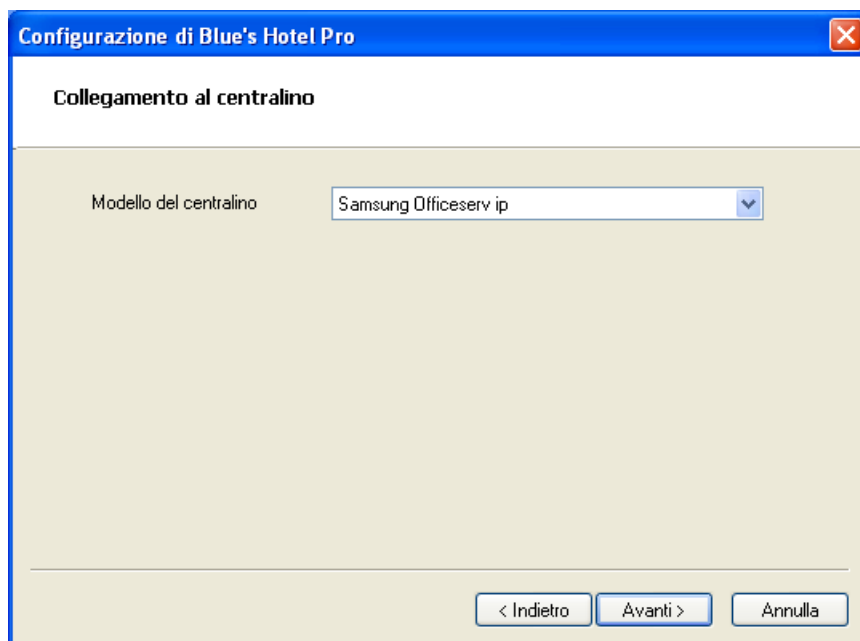 Configurazione di Blue's Hotel Pro
Collegamento al centralino
Modello del centralino Samsung Officeserv ip
< Indietro Avanti > Annulla